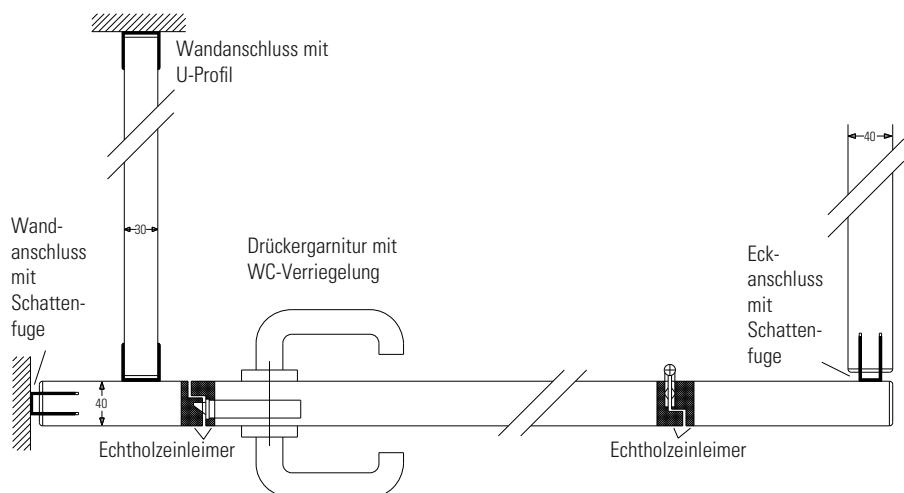 Wandanschluss mit
U-Profil
40
30
Wand-
anschluss
mit
Schatten-
fuge
Drückergarnitur mit
WC-Verriegelung
Eck-
anschluss
mit
Schatten-
fuge
40
Echtholzeinleimer
Echtholzeinleimer